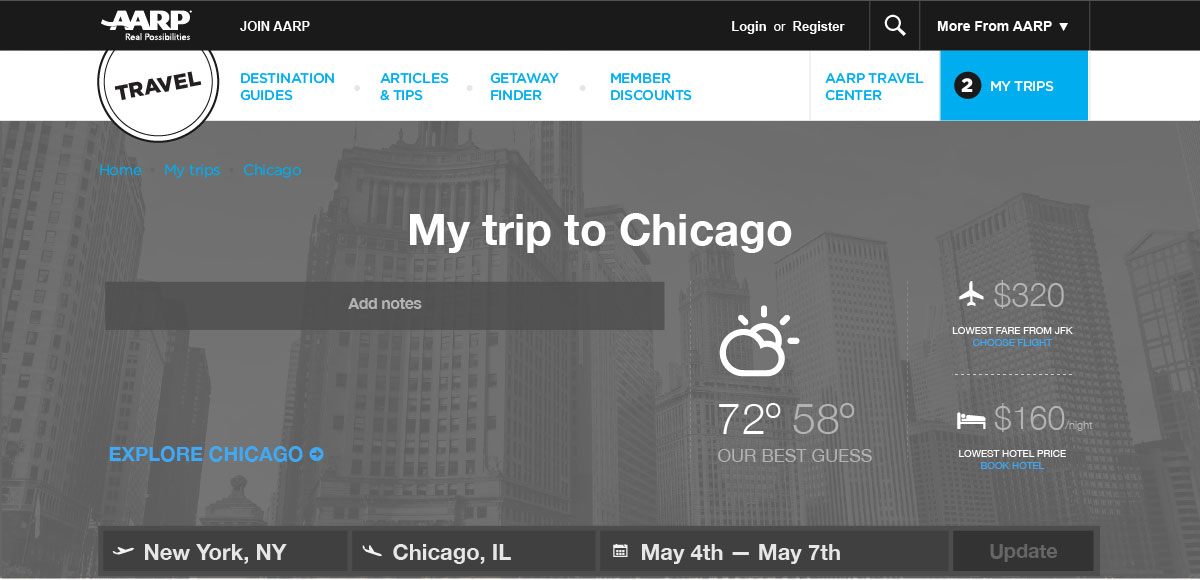 AARP
Real Possibilities
JOIN AARP
Login or Register
More From AARP ▼
TRAVEL
DESTINATION
GUIDES
ARTICLES
& TIPS
GETAWAY
FINDER
MEMBER
DISCOUNTS
AARP TRAVEL
CENTER
2 MY TRIPS
Home
My trips
Chicago
My trip to Chicago
Add notes
EXPLORE CHICAGO
72° 58°
OUR BEST GUESS
$320
LOWEST FARE FROM JFK
CHOOSE FLIGHT
$160/night
LOWEST HOTEL PRICE
BOOK HOTEL
New York, NY
Chicago, IL
May 4th — May 7th
Update